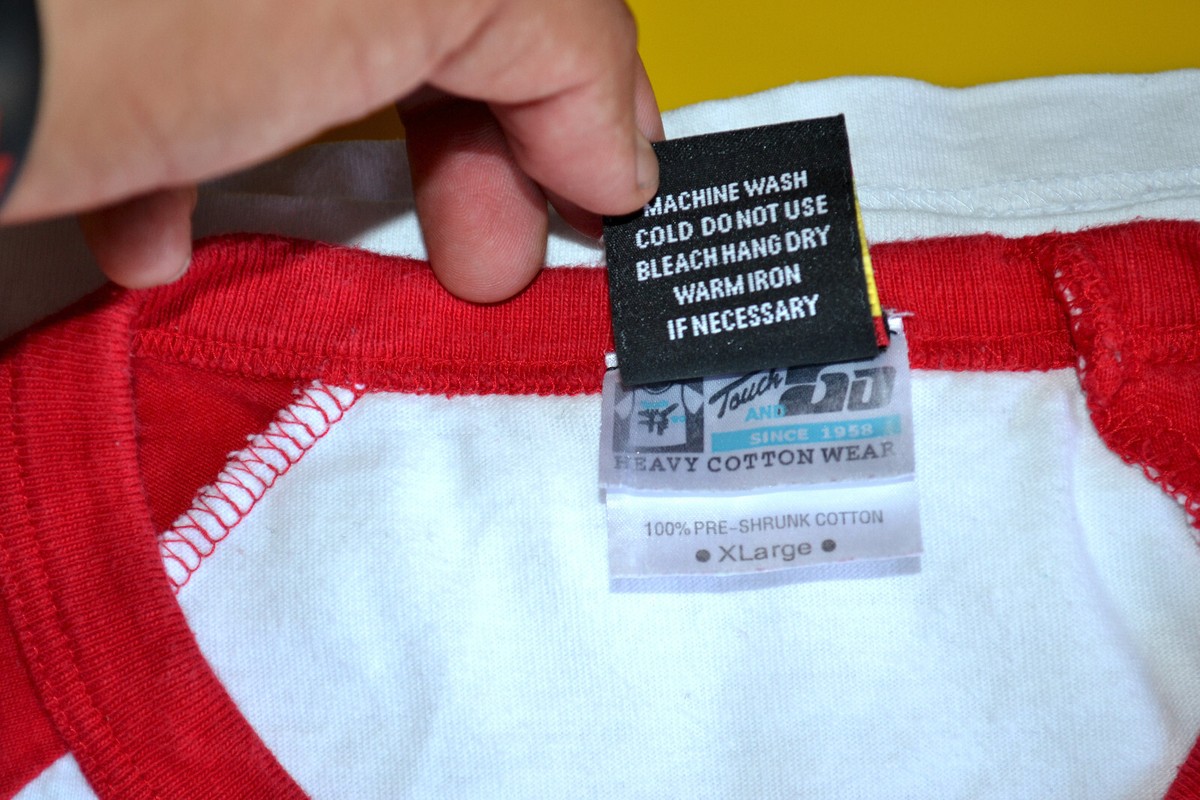 MACHINE WASH
COLD DO NOT USE
BLEACH HANG DRY
WARM IRON
IF NECESSARY
Touch
AND
GO
SINCE 1958
HEAVY COTTON WEAR
100% PRE-SHRUNK COTTON
● XLarge ●